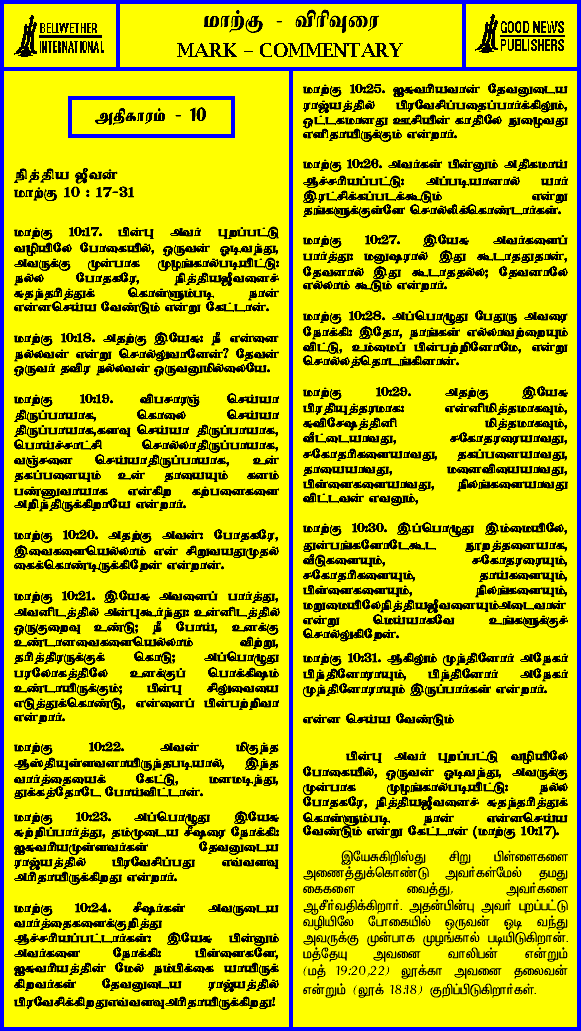 BELWETHER
INTERNATIONAL
மாற்கு - விரிவுரை
MARK – COMMENTARY
GOOD NEWS
PUBLISHERS
அதிகாரம் - 10
நித்திய ஜீவன்
மாற்கு 10 : 17-31
மாற்கு 10:17. பின்பு அவர் புறப்பட்டு
வழியிலே போகையில், ஒருவன் ஓடிவந்து,
அவருக்கு முன்பாக முழங்கால்படியிட்டு:
நல்ல போதகரே, நித்தியஜீவனைச்
சுதந்தரித்துக் கொள்ளும்படி நான்
என்னசெய்ய வேண்டும் என்று கேட்டான்.
மாற்கு 10:18. அதற்கு இயேசு: நீ என்னை
நல்லவன் என்று சொல்லுவானேன்? தேவன்
ஒருவர் தவிர நல்லவன் ஒருவனுமில்லையே.
மாற்கு 10:19. விபசாரஞ் செய்யா
திருப்பாயாக, கொலை செய்யா
திருப்பாயாக,களவு செய்யா திருப்பாயாக,
பொய்ச்சாட்சி சொல்லாதிருப்பாயாக,
வஞ்சனை செய்யாதிருப்பாயாக, உன்
தகப்பனையும் உன் தாயையும் கனம்
பண்ணுவாயாக என்கிற கற்பனைகளை
அறிந்திருக்கிறாயே என்றார்.
மாற்கு 10:20. அதற்கு அவன்: போதகரே,
இவைகளையெல்லாம் என் சிறுவயதுமுதல்
கைக்கொண்டிருக்கிறேன் என்றான்.
மாற்கு 10:21. இயேசு அவனைப் பார்த்து,
அவனிடத்தில் அன்புகூர்ந்து: உன்னிடத்தில்
ஒருகுறைவு உண்டு; நீ போய், உனக்கு
உண்டானவைகளையெல்லாம் விற்று,
தரித்திரருக்குக் கொடு; அப்பொழுது
பரலோகத்திலே உனக்குப் பொக்கிஷம்
உண்டாயிருக்கும்; பின்பு சிலுவையை
எடுத்துக்கொண்டு, என்னைப் பின்பற்றிவா
என்றார்.
மாற்கு 10:22. அவன் மிகுந்த
ஆஸ்தியுள்ளவனாயிருந்தபடியால், இந்த
வார்த்தையைக் கேட்டு, மனமடிந்து,
துக்கத்தோடே போய்விட்டான்.
மாற்கு 10:23. அப்பொழுது இயேசு
சுற்றிப்பார்த்து, தம்முடைய சீஷரை நோக்கி:
ஐசுவரியமுள்ளவர்கள் தேவனுடைய
ராஜ்யத்தில் பிரவேசிப்பது எவ்வளவு
அரிதாயிருக்கிறது என்றார்.
மாற்கு 10:24. சீஷர்கள் அவருடைய
வார்த்தைகளைக்குறித்து
ஆச்சரியப்பட்டார்கள்: இயேசு பின்னும்
அவர்களை நோக்கி: பிள்ளைகளே,
ஐசுவரியத்தின் மேல் நம்பிக்கை யாயிருக்
கிறவர்கள் தேவனுடைய ராஜ்யத்தில்
பிரவேசிக்கிறதுஎவ்வளவுஅரிதாயிருக்கிறது!
மாற்கு 10:25. ஐசுவரியவான் தேவனுடைய
ராஜ்யத்தில் பிரவேசிப்பதைப்பார்க்கிலும்,
ஒட்டகமானது ஊசியின் காதிலே நுழைவது
எளிதாயிருக்கும் என்றார்.
மாற்கு 10:26. அவர்கள் பின்னும் அதிகமாய்
ஆச்சரியப்பட்டு: அப்படியானால் யார்
இரட்சிக்கப்படக்கூடும் என்று
தங்களுக்குள்ளே சொல்லிக்கொண்டார்கள்.
மாற்கு 10:27. இயேசு அவர்களைப்
பார்த்து: மனுஷரால் இது கூடாததுதான்,
தேவனால் இது கூடாததல்ல; தேவனாலே
எல்லாம் கூடும் என்றார்.
மாற்கு 10:28. அப்பொழுது பேதுரு அவரை
நோக்கி: இதோ, நாங்கள் எல்லாவற்றையும்
விட்டு, உம்மைப் பின்பற்றினோமே, என்று
சொல்லத்தொடங்கினான்.
மாற்கு 10:29. அதற்கு இயேசு
பிரதியுத்தரமாக: என்னிமித்தமாகவும்,
சுவிசேஷத்தினி மித்தமாகவும்,
வீட்டையாவது, சகோதரரையாவது,
சகோதரிகளையாவது, தகப்பனையாவது,
தாயையாவது, மனைவியையாவது,
பிள்ளைகளையாவது, நிலங்களையாவது
விட்டவன் எவனும்,
மாற்கு 10:30. இப்பொழுது இம்மையிலே,
துன்பங்களோடேகூட நூறத்தனையாக,
வீடுகளையும், சகோதரரையும்,
சகோதரிகளையும், தாய்களையும்,
பிள்ளைகளையும், நிலங்களையும்,
மறுமையிலேநித்தியஜீவனையும்அடைவான்
என்று மெய்யாகவே உங்களுக்குச்
சொல்லுகிறேன்.
மாற்கு 10:31. ஆகிலும் முந்தினோர் அநேகர்
பிந்தினோராயும், பிந்தினோர் அநேகர்
முந்தினோராயும் இருப்பார்கள் என்றார்.
என்ன செய்ய வேண்டும்
பின்பு அவர் புறப்பட்டு வழியிலே
போகையில், ஒருவன் ஓடிவந்து, அவருக்கு
முன்பாக முழங்கால்படியிட்டு: நல்ல
போதகரே, நித்தியஜீவனைச் சுதந்தரித்துக்
கொள்ளும்படி நான் என்னசெய்ய
வேண்டும் என்று கேட்டான் (மாற்கு 10:17).
இயேசுகிறிஸ்து சிறு பிள்ளைகளை
அணைத்துக்கொண்டு அவர்கள்மேல் தமது
கைகளை வைத்து, அவர்களை
ஆசீர்வதிக்கிறார். அதன்பின்பு அவர் புறப்பட்டு
வழியிலே போகையில் ஒருவன் ஓடி வந்து
அவருக்கு முன்பாக முழங்கால் படியிடுகிறான்.
மத்தேயு அவனை வாலிபன் என்றும்
(மத் 19:20,22) லூக்கா அவனை தலைவன்
என்றும் (லூக் 18:18) குறிப்பிடுகிறார்கள்.